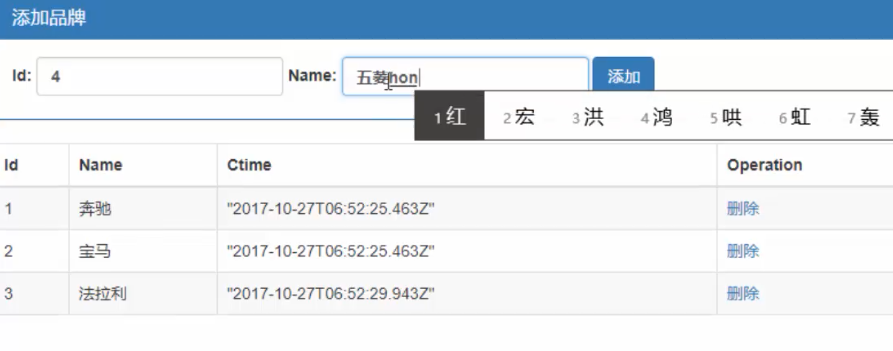 添加品牌
Id: 4 Name: 五菱hon 添加
1 红 2 宏 3 洪 4 鸿 5 哄 6 虹 7 轰
Id Name Ctime Operation
1 奔驰 "2017-10-27T06:52:25.463Z" 删除
2 宝马 "2017-10-27T06:52:25.463Z" 删除
3 法拉利 "2017-10-27T06:52:29.943Z" 删除